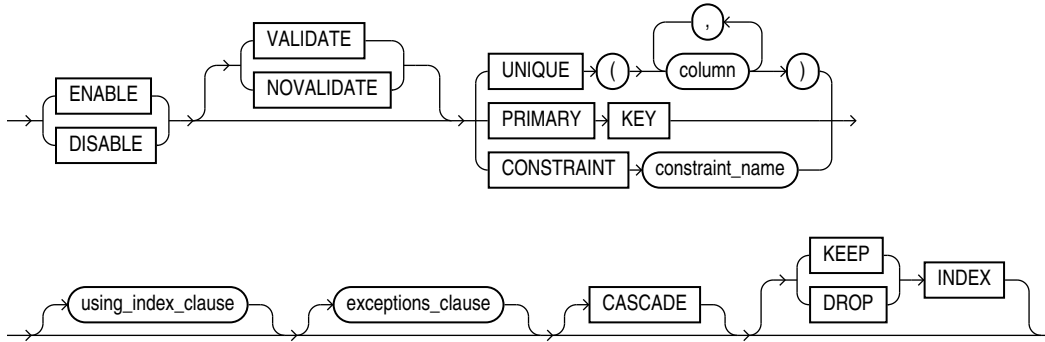 ,
VALIDATE
UNIQUE ( column )
ENABLE NOVALIDATE
PRIMARY KEY
DISABLE
CONSTRAINT constraint_name
KEEP
using_index_clause exceptions_clause CASCADE INDEX
DROP